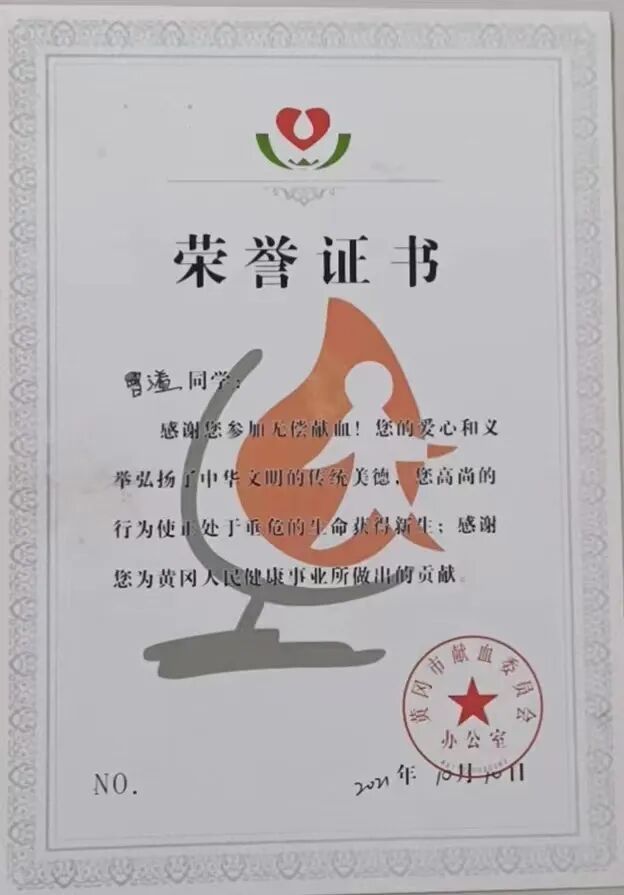 荣誉证书
曾溢同学:
感谢您参加无偿献血!您的爱心和义
举弘扬了中华文明的传统美德,您高尚的
行为使正处于垂危的生命获得新生;感谢
您为黄冈人民健康事业所做出的贡献。
黄冈市献血委员会
办公室
NO.
2021年10月10日